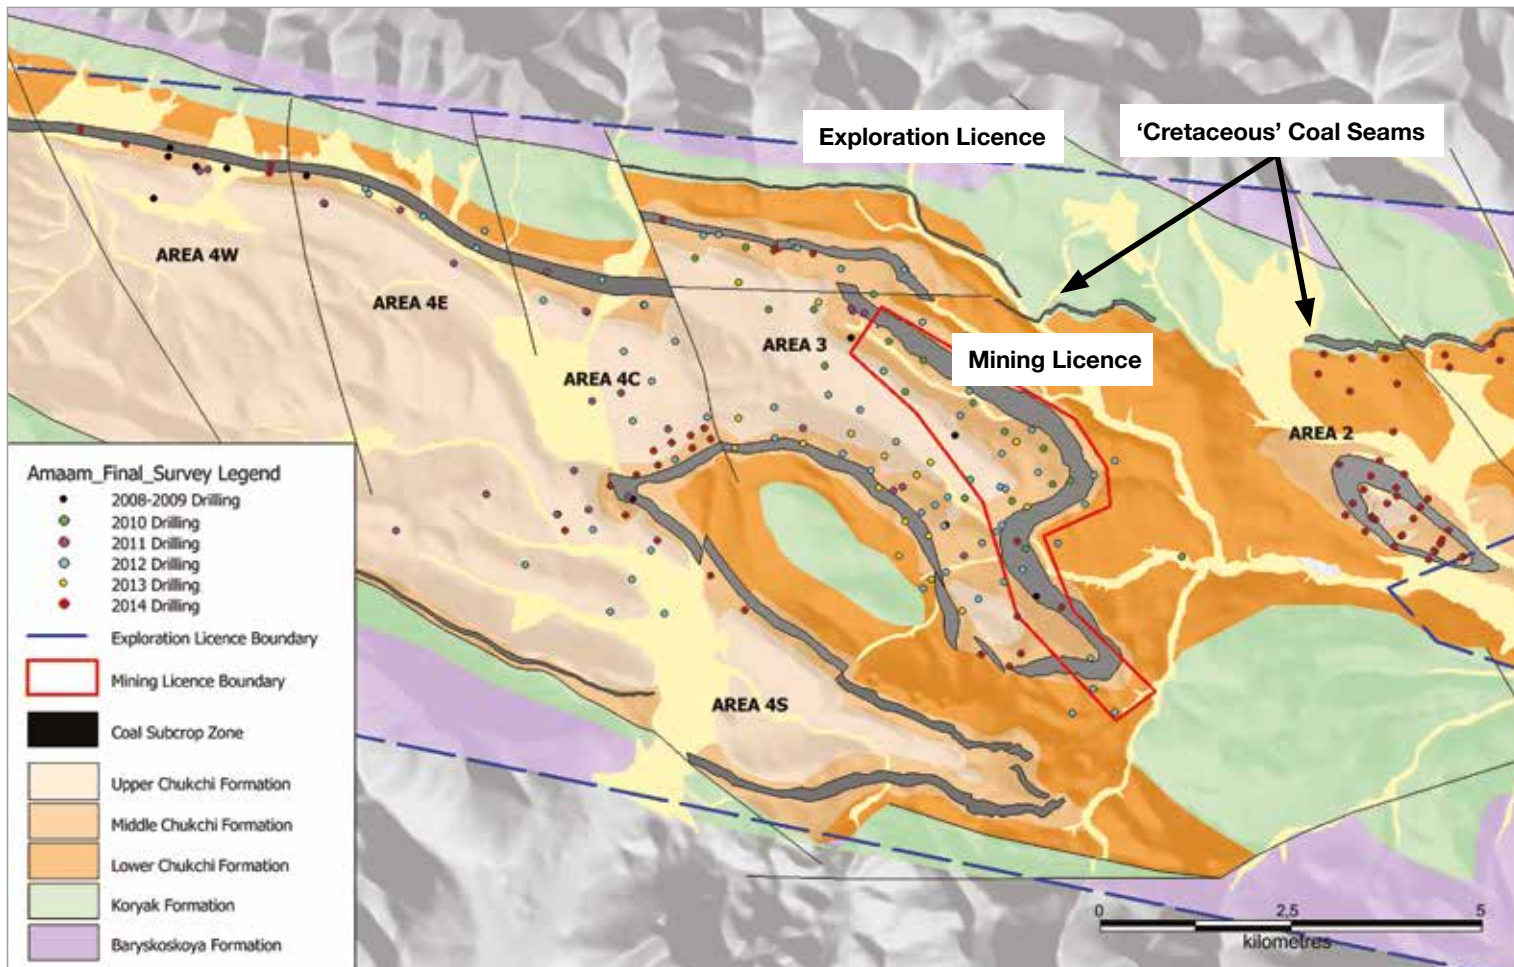 Exploration Licence
'Cretaceous' Coal Seams
AREA 4W
AREA 4E
AREA 3
Mining Licence
AREA 4C
AREA 2
AREA 4S
Amaam_Final_Survey Legend
2008-2009 Drilling
2010 Drilling
2011 Drilling
2012 Drilling
2013 Drilling
2014 Drilling
Exploration Licence Boundary
Mining Licence Boundary
Coal Subcrop Zone
Upper Chukchi Formation
Middle Chukchi Formation
Lower Chukchi Formation
Koryak Formation
Baryskoskoya Formation
0 2,5 5
kilometres